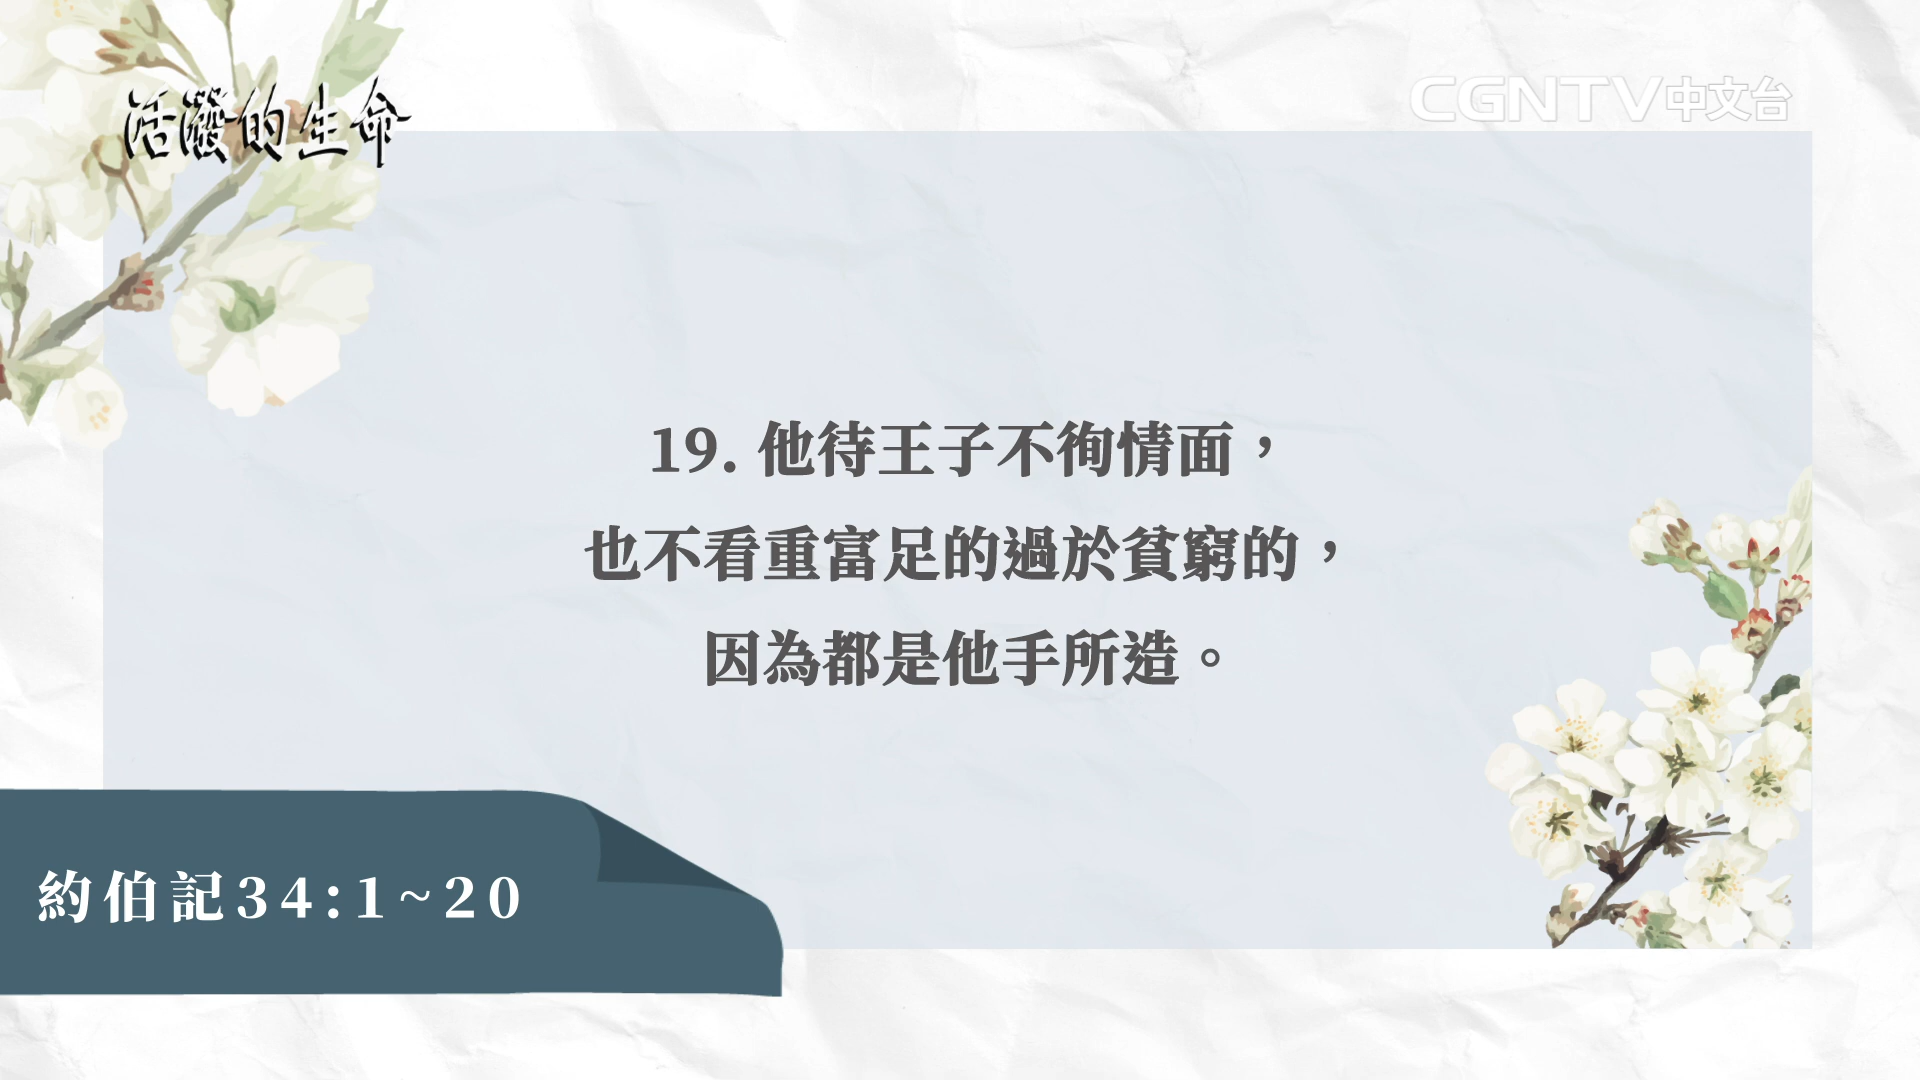 活潑的生命
CGNTV中文台
19. 他待王子不徇情面，
也不看重富足的過於貧窮的，
因為都是他手所造。
約伯記34:1~20